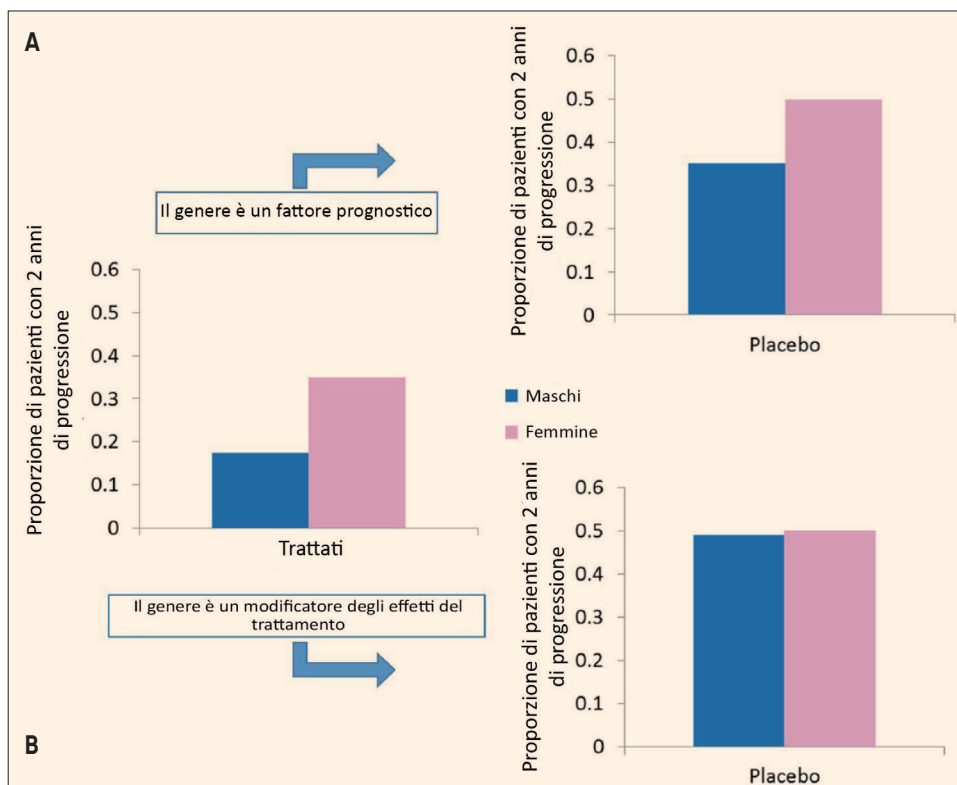 A
Proporzione di pazienti con 2 anni
di progressione
0.6
0.5
0.4
0.3
0.2
0.1
0
Placebo
Il genere è un fattore prognostico
Proporzione di pazienti con 2 anni
di progressione
0.6
0.5
0.4
0.3
0.2
0.1
0
Trattati
Maschi
Femmine
Il genere è un modificatore degli effetti del
trattamento
B
Proporzione di pazienti con 2 anni
di progressione
0.6
0.5
0.4
0.3
0.2
0.1
0
Placebo